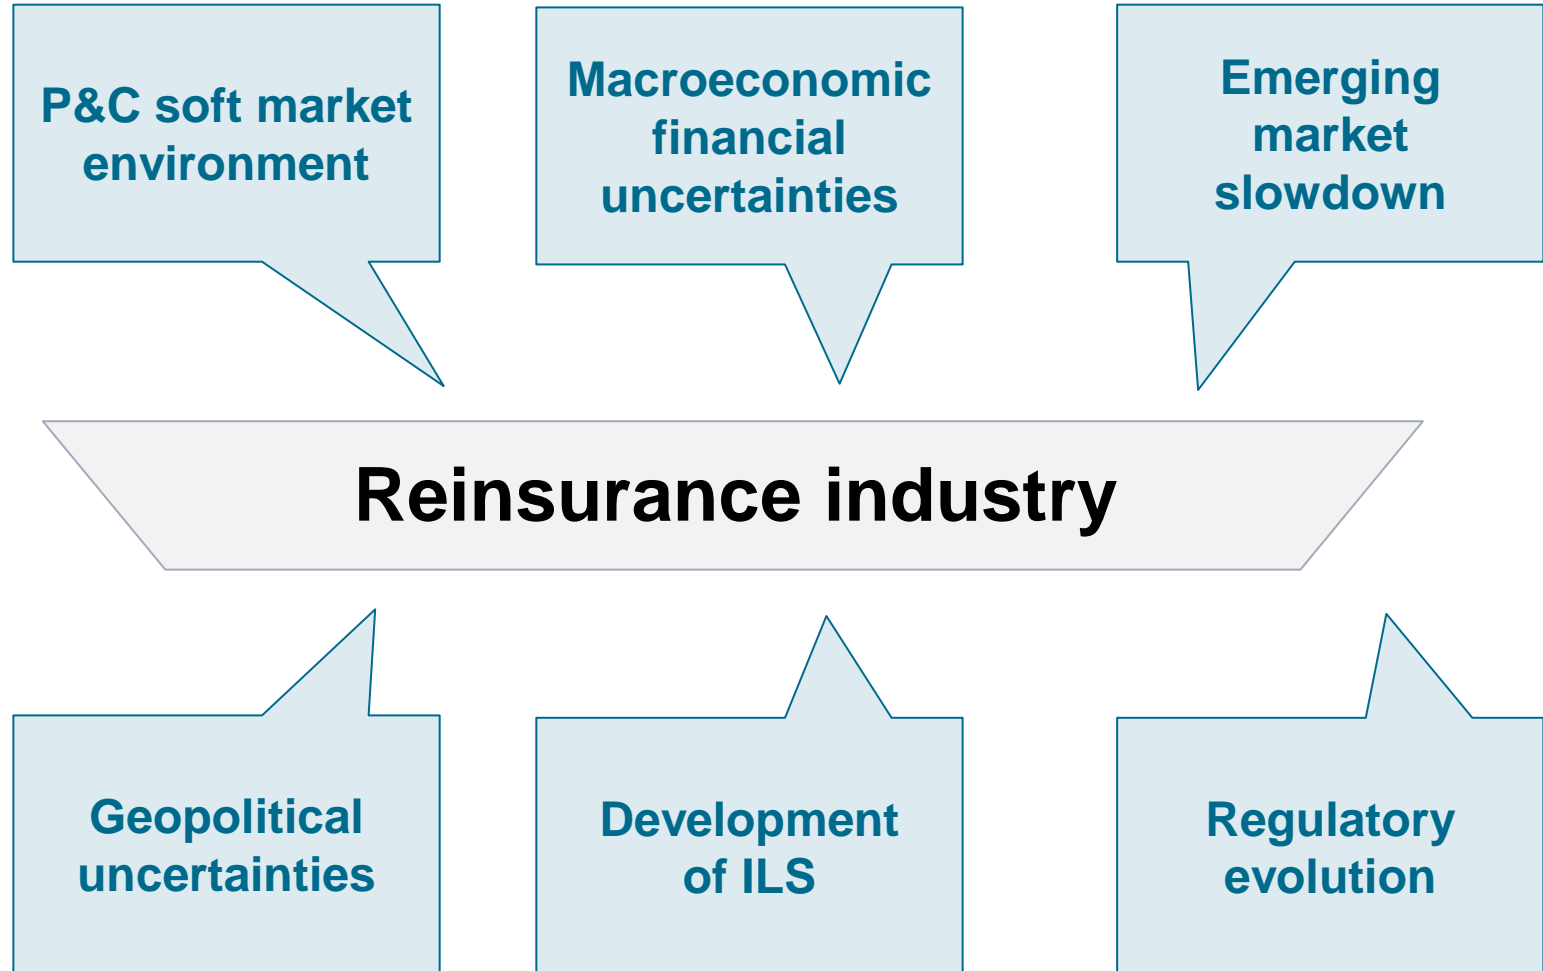 P&C soft market
environment
Macroeconomic
financial
uncertainties
Emerging
market
slowdown
Reinsurance industry
Geopolitical
uncertainties
Development
of ILS
Regulatory
evolution